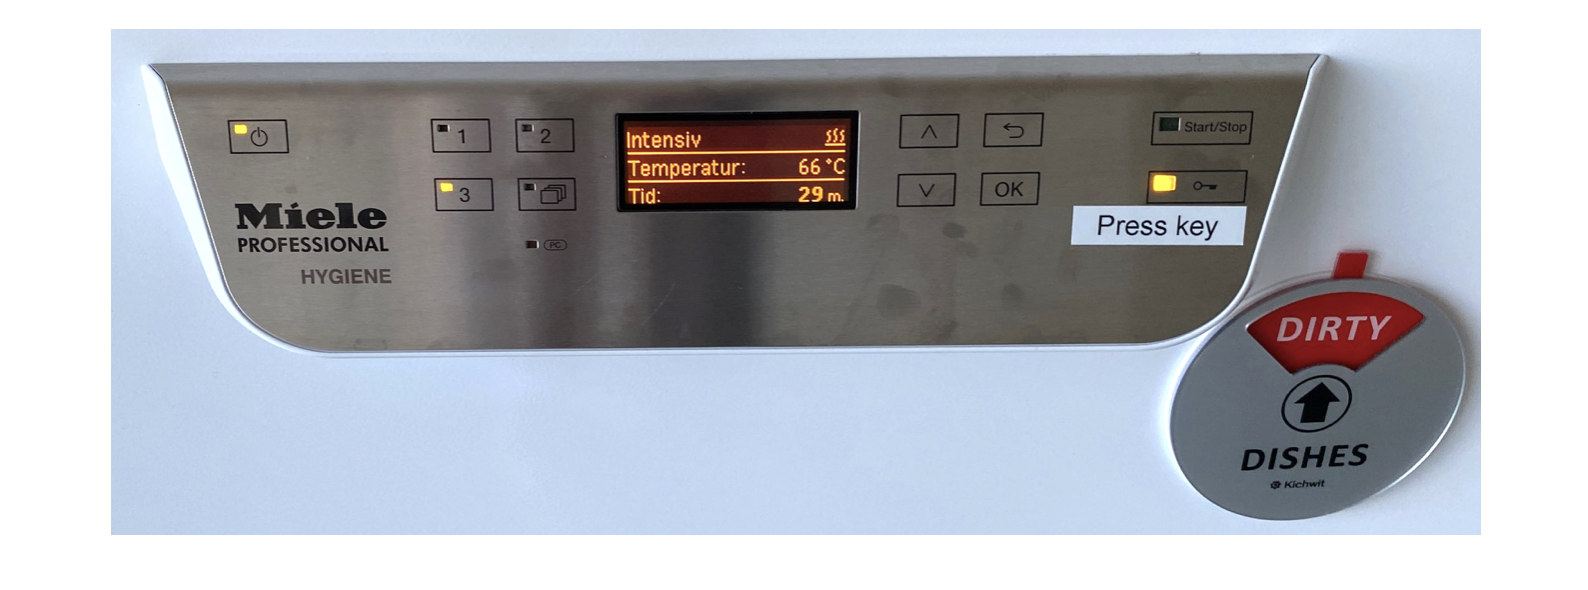 1
2
3
Miele
PROFESSIONAL
HYGIENE
PC
Intensiv
Temperatur: 66 °C
Tid: 29 m.
OK
Start/Stop
Press key
DIRTY
DISHES
Kichwit